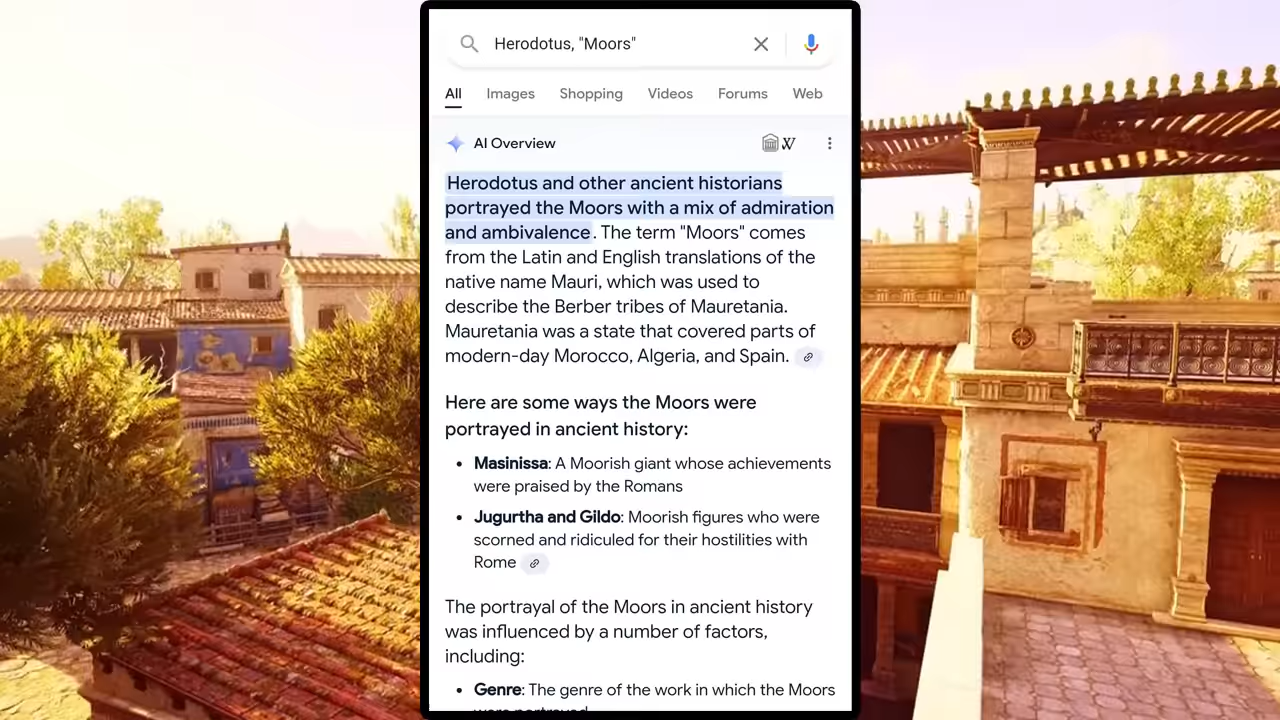 Herodotus, "Moors"
All Images Shopping Videos Forums Web
AI Overview
W
Herodotus and other ancient historians
portrayed the Moors with a mix of admiration
and ambivalence. The term "Moors" comes
from the Latin and English translations of the
native name Mauri, which was used to
describe the Berber tribes of Mauretania.
Mauretania was a state that covered parts of
modern-day Morocco, Algeria, and Spain.
Here are some ways the Moors were
portrayed in ancient history:
• Masinissa: A Moorish giant whose achievements
were praised by the Romans
• Jugurtha and Gildo: Moorish figures who were
scorned and ridiculed for their hostilities with
Rome
The portrayal of the Moors in ancient history
was influenced by a number of factors,
including:
• Genre: The genre of the work in which the Moors
were portrayed